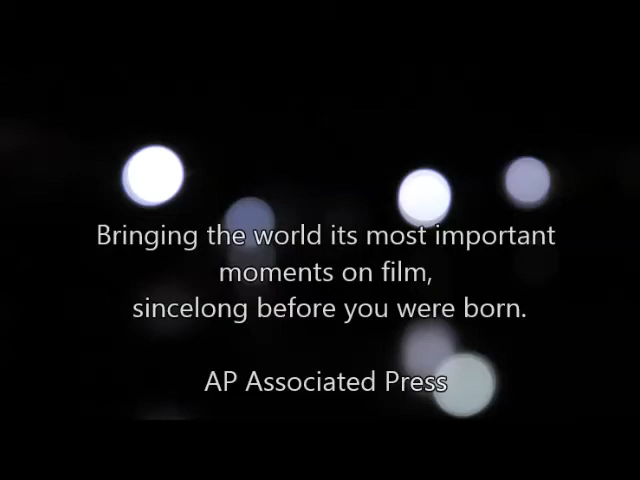 Bringing the world its most important
moments on film,
sincelong before you were born.
AP Associated Press